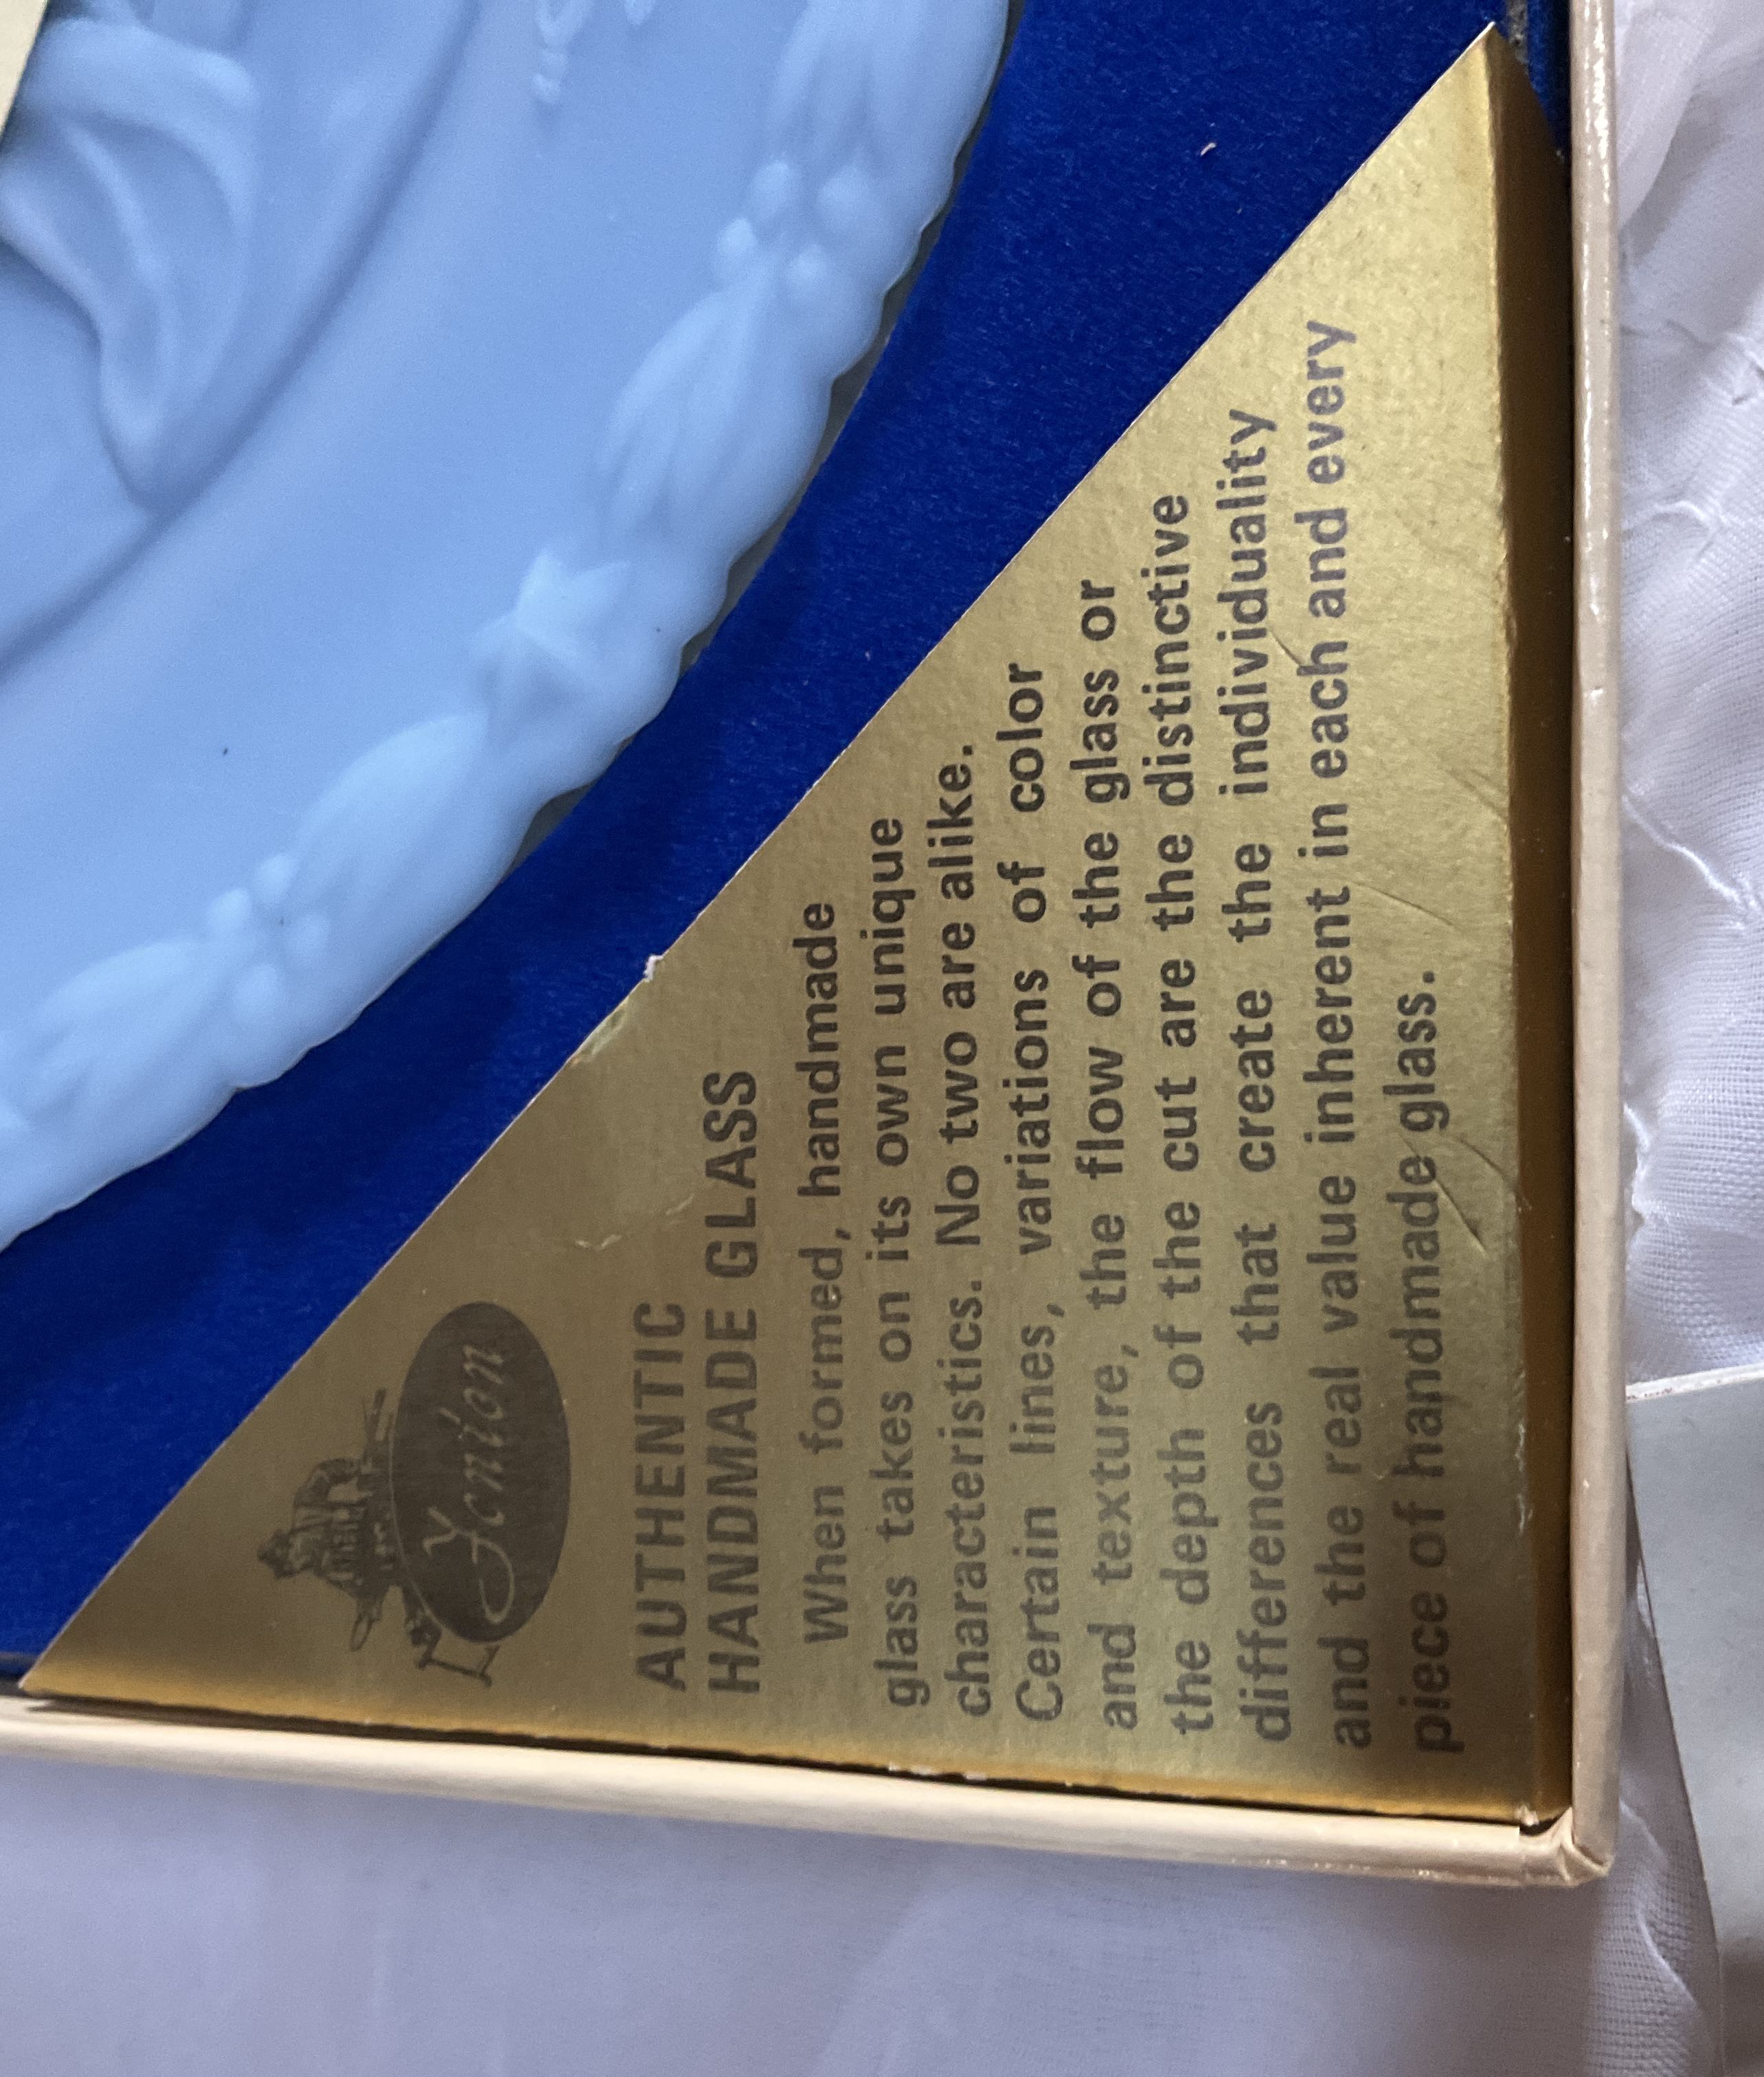 Fenton
AUTHENTIC
HANDMADE GLASS
When formed, handmade
glass takes on its own unique
characteristics. No two are alike.
Certain lines, variations of color
and texture, the flow of the glass or
the depth of the cut are the distinctive
differences that create the individuality
and the real value inherent in each and every
piece of handmade glass.